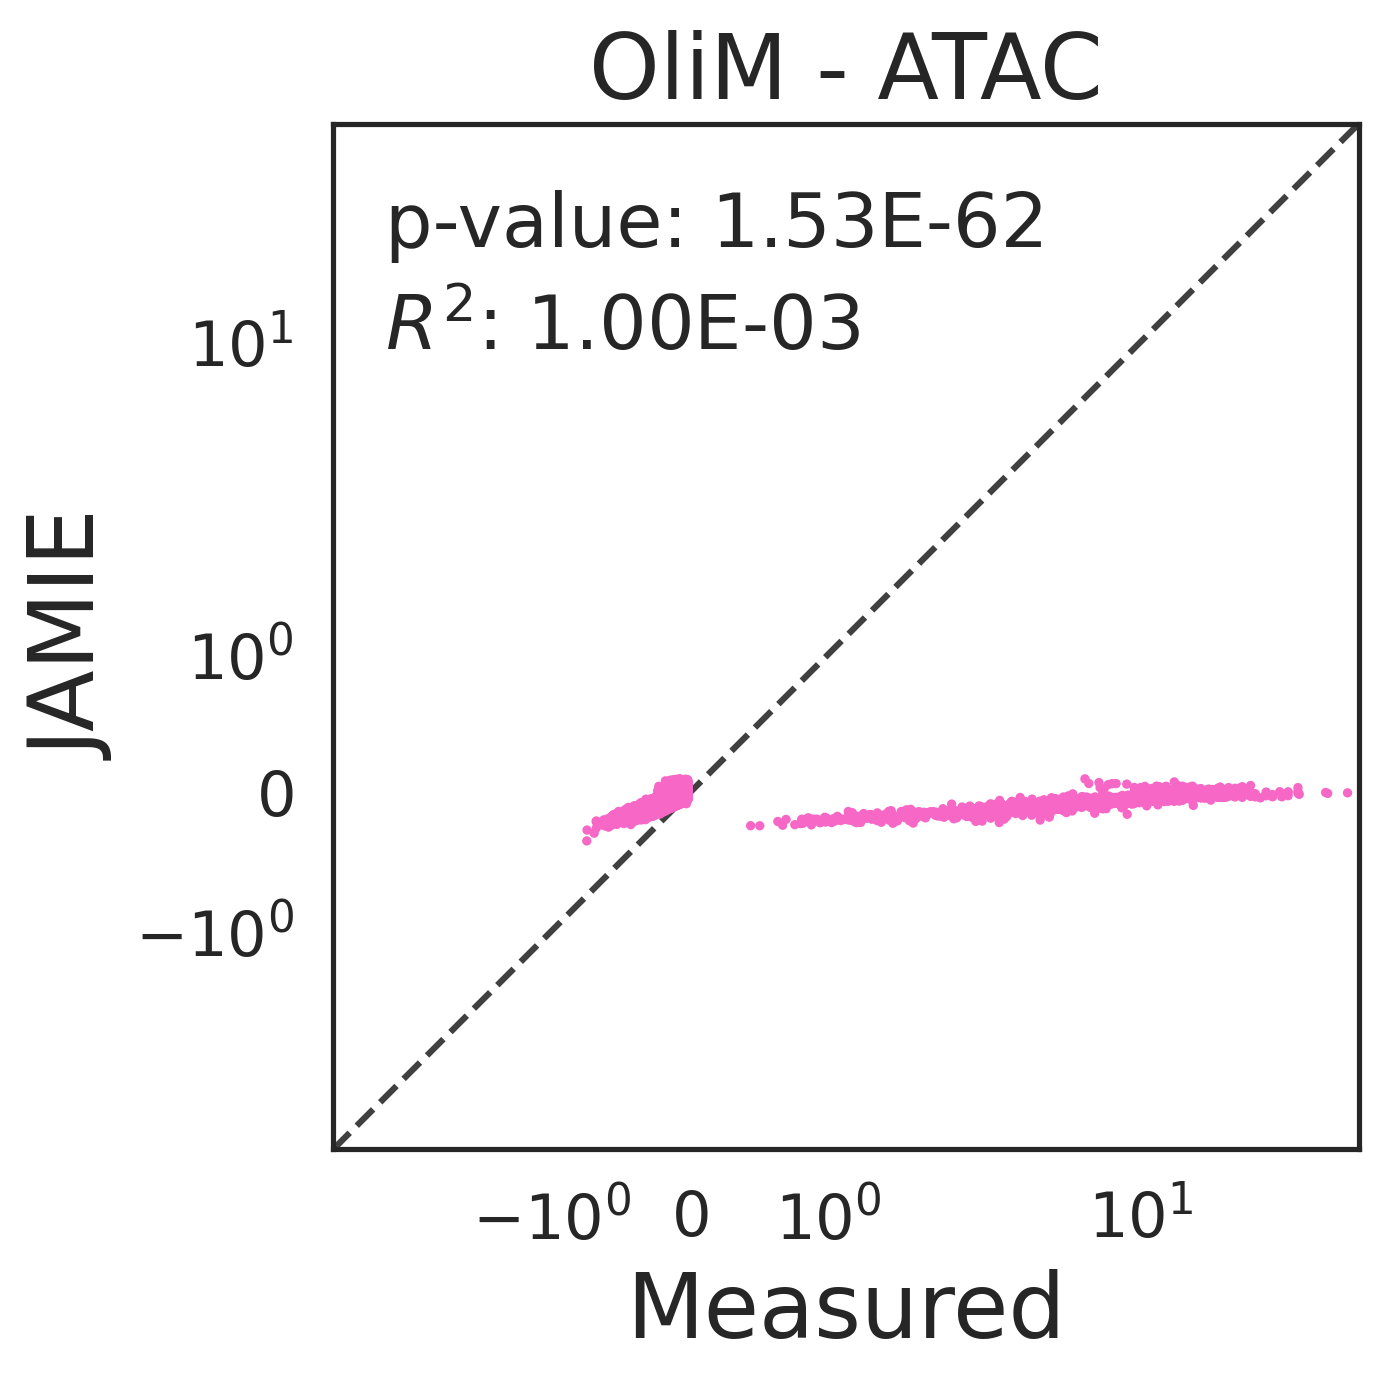 OliM - ATAC
p-value: 1.53E-62
R²: 1.00E-03
10¹
10⁰
0
−10⁰
JAMIE
−10⁰ 0 10⁰ 10¹
Measured